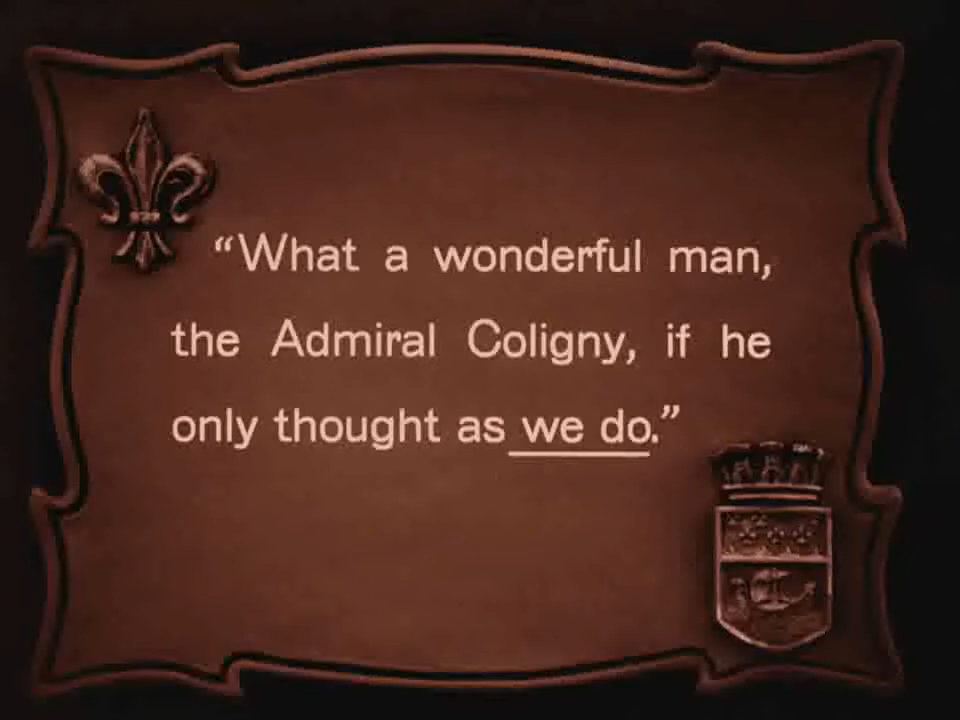 “What a wonderful man,
the Admiral Coligny, if he
only thought as we do.”